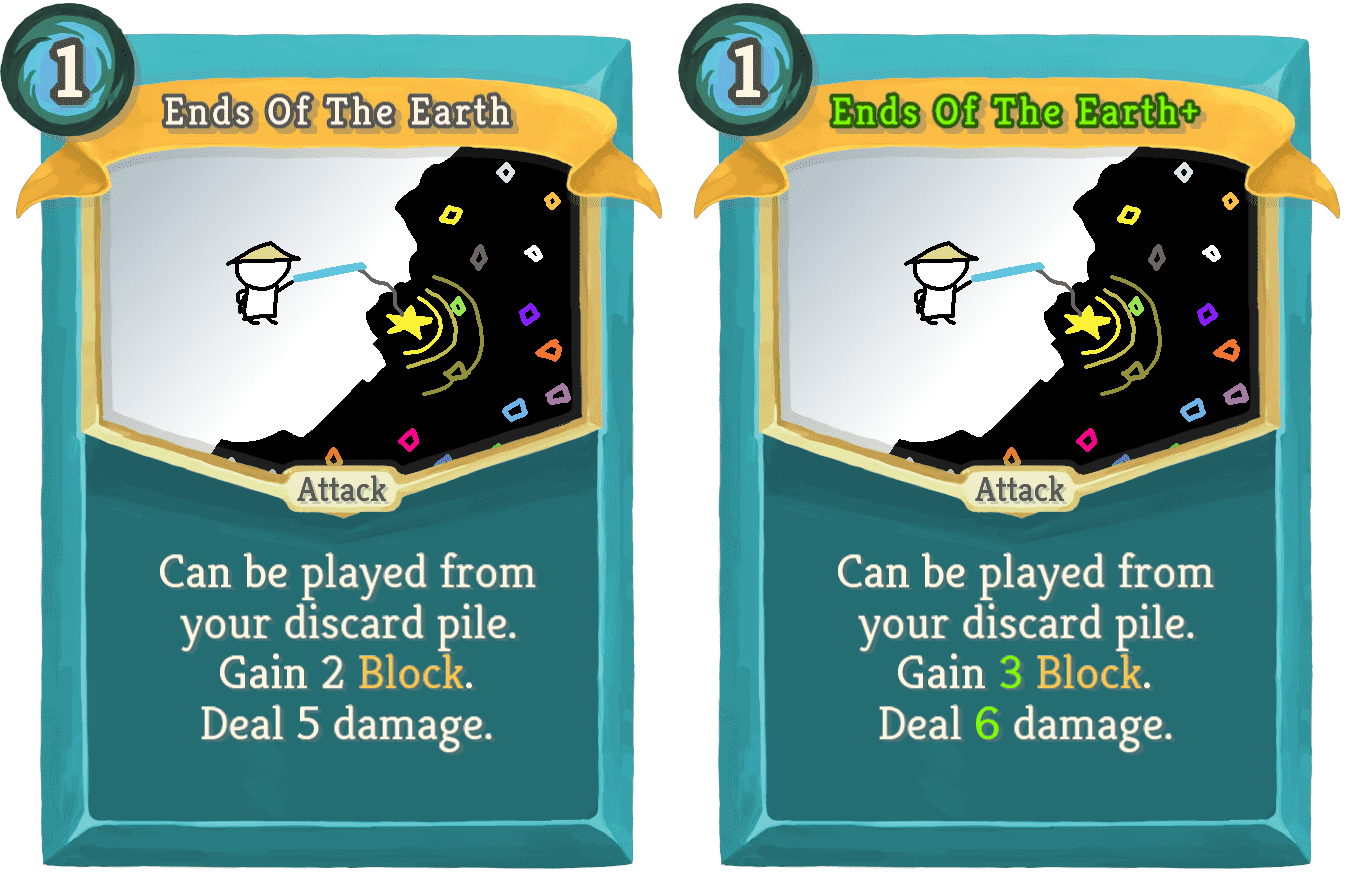 1
Ends Of The Earth
Attack
Can be played from
your discard pile.
Gain 2 Block.
Deal 5 damage.
1
Ends Of The Earth+
Attack
Can be played from
your discard pile.
Gain 3 Block.
Deal 6 damage.